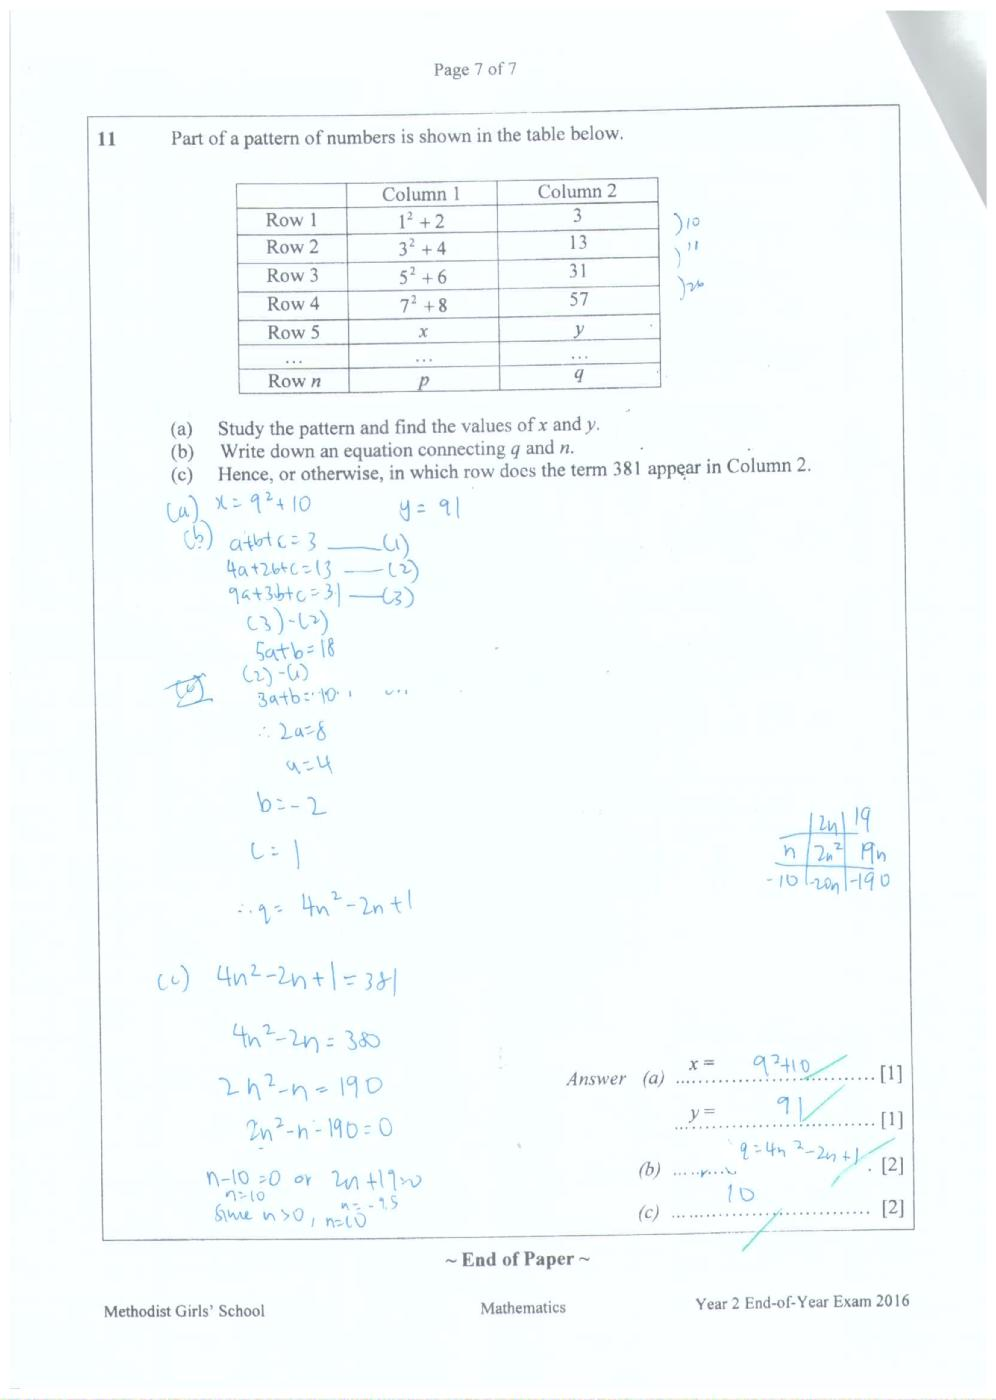 Page 7 of 7
11 Part of a pattern of numbers is shown in the table below.
Column 1 Column 2
Row 1 1² + 2 3
Row 2 3² + 4 13
Row 3 5² + 6 31
Row 4 7² + 8 57
Row 5 x y
... ... ...
Row n p q
)10
)18
)26
(a) Study the pattern and find the values of x and y.
(b) Write down an equation connecting q and n.
(c) Hence, or otherwise, in which row does the term 381 appear in Column 2.
(a) x = 9²+10 y = 91
(b) a+b+c = 3 —(1)
4a+2b+c=13 —(2)
9a+3b+c=31 —(3)
(3)-(2)
5a+b=18
(2)-(1)
3a+b=10
∴ 2a=8
a=4
b=-2
c=1
∴q= 4n²-2n+1
2n 19
n 2n² 19n
-10 -20n -190
(c) 4n²-2n+1=381
4n²-2n=380
2n²-n=190
2n²-n-190=0
n-10=0 or 2n+19=0
n=10 n=-9.5
Since n>0, n=10
Answer (a) x = 9²+10 [1]
y = 91 [1]
(b) q=4n²-2n+1 [2]
(c) 10 [2]
~ End of Paper ~
Methodist Girls' School Mathematics Year 2 End-of-Year Exam 2016